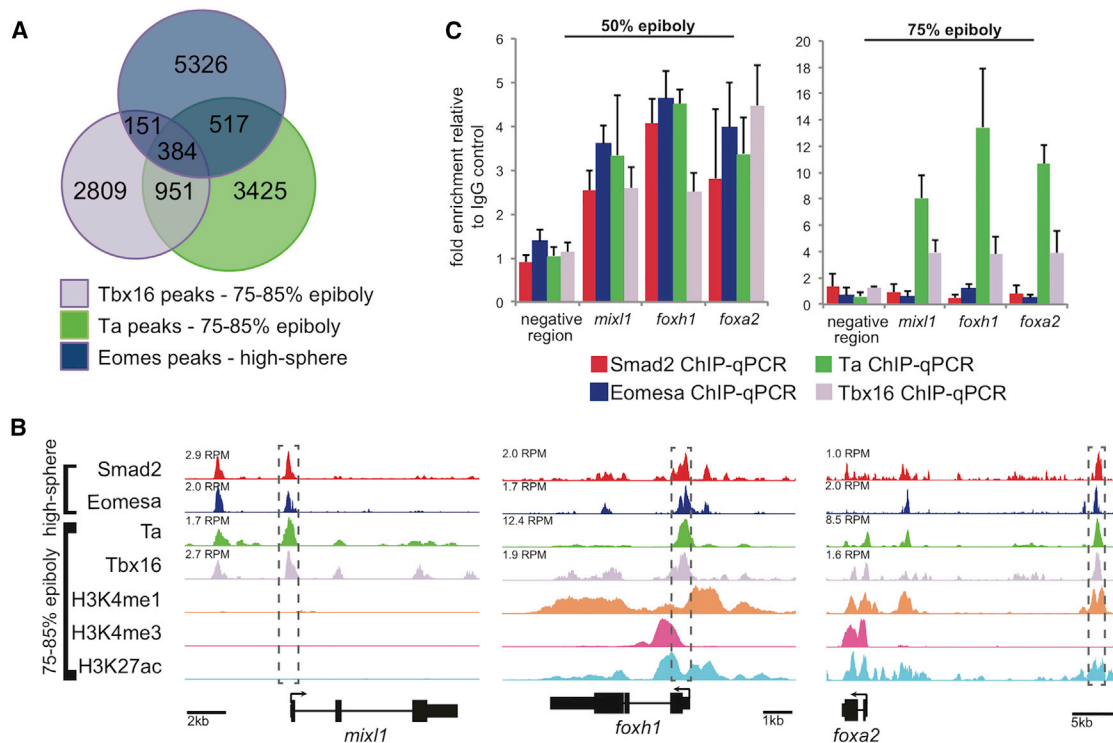 A
5326
151
517
384
2809
951
3425
Tbx16 peaks - 75-85% epiboly
Ta peaks - 75-85% epiboly
Eomes peaks - high-sphere
C
50% epiboly
75% epiboly
fold enrichment relative
to IgG control
6
5
4
3
2
1
0
20
18
16
14
12
10
8
6
4
2
0
negative
region
mixl1
foxh1
foxa2
negative
region
mixl1
foxh1
foxa2
Smad2 ChIP-qPCR
Ta ChIP-qPCR
Eomesa ChIP-qPCR
Tbx16 ChIP-qPCR
B
high-sphere
75-85% epiboly
Smad2
Eomesa
Ta
Tbx16
H3K4me1
H3K4me3
H3K27ac
2.9 RPM
2.0 RPM
1.7 RPM
2.7 RPM
2kb
mixl1
2.0 RPM
1.7 RPM
12.4 RPM
1.9 RPM
foxh1
1kb
1.0 RPM
2.0 RPM
8.5 RPM
1.6 RPM
foxa2
5kb